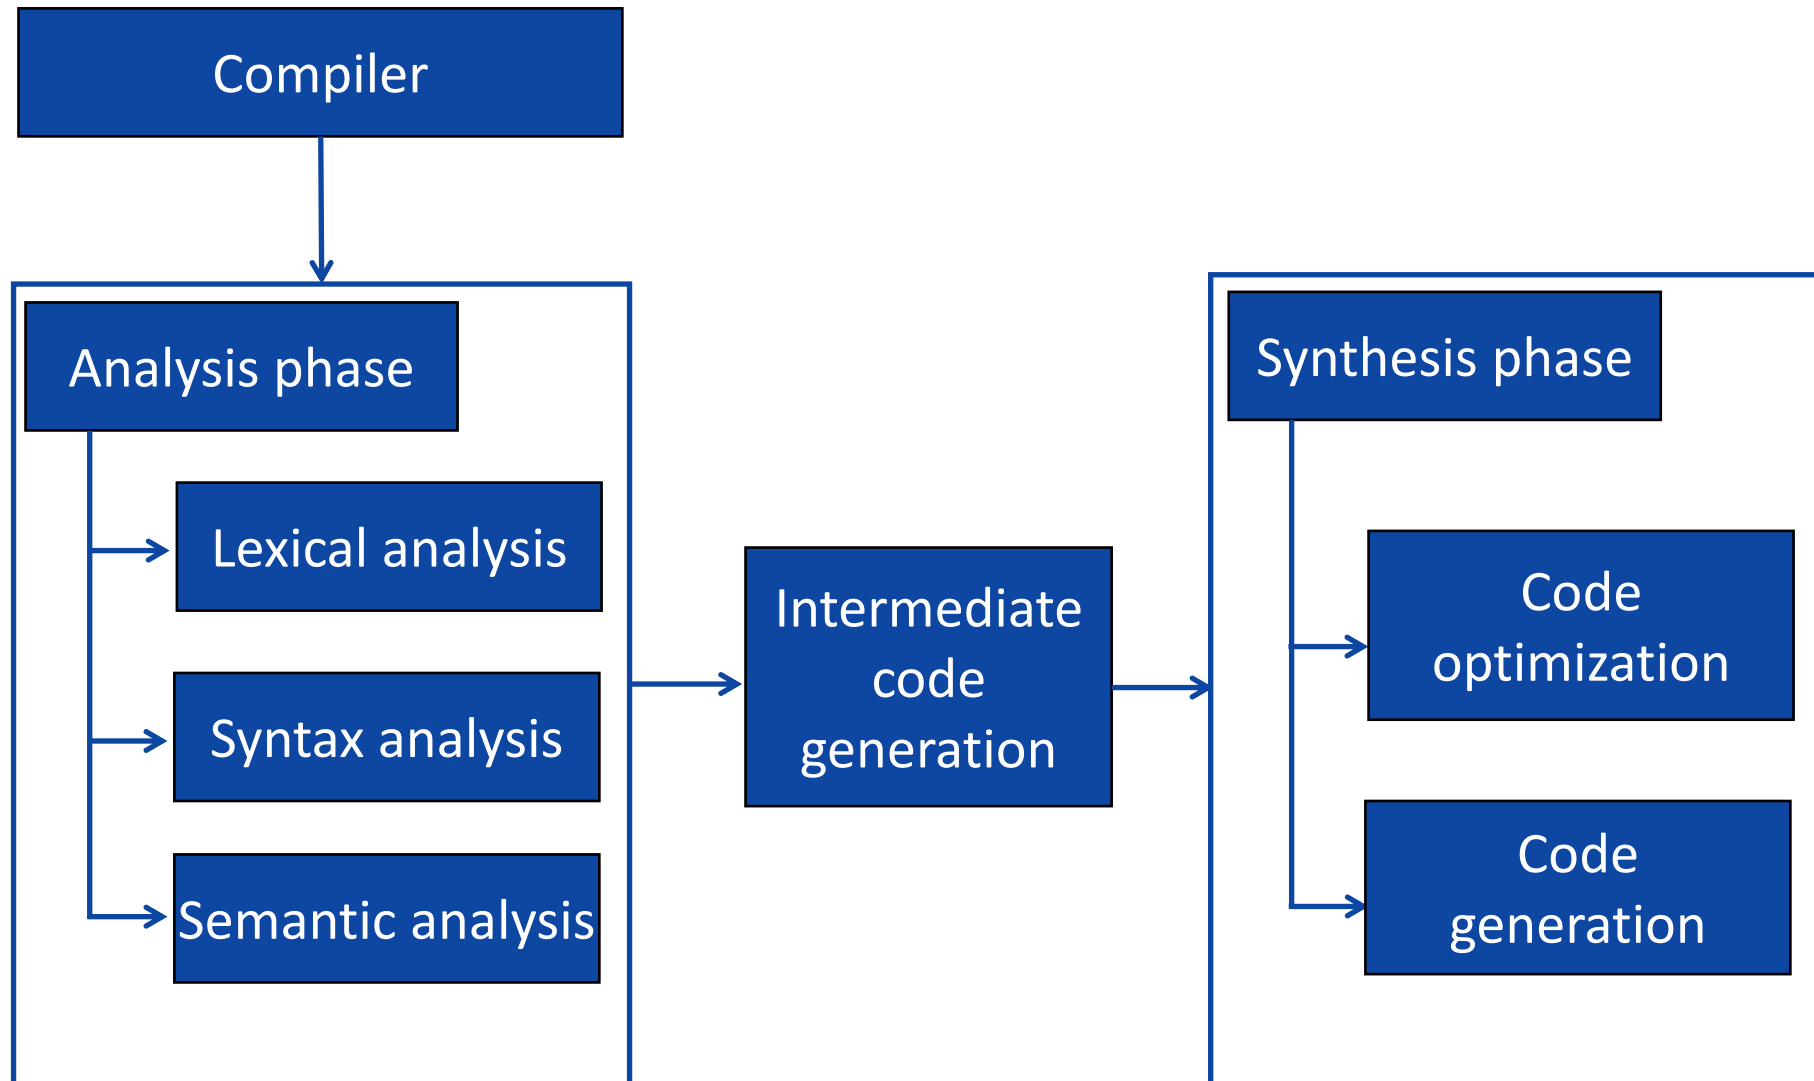 Compiler
Analysis phase
Lexical analysis
Syntax analysis
Semantic analysis
Intermediate
code
generation
Synthesis phase
Code
optimization
Code
generation